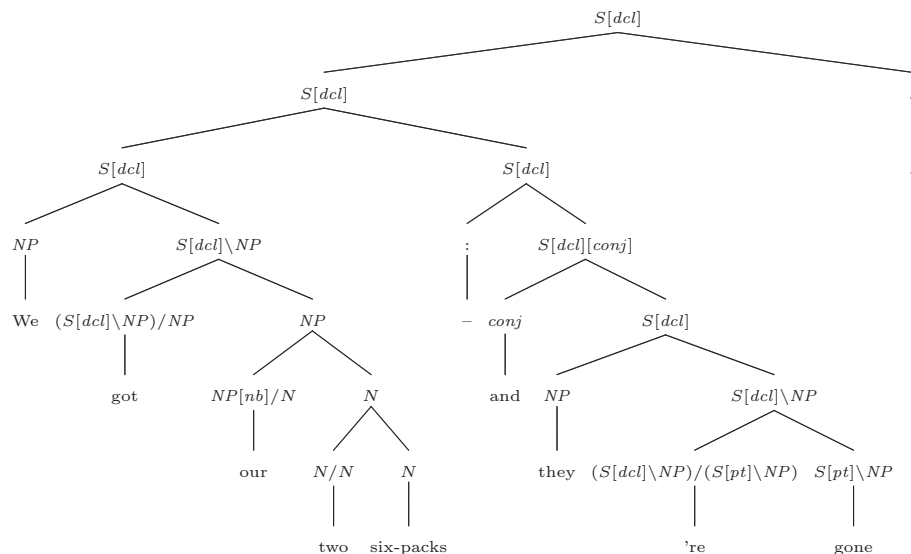 S[dcl]
S[dcl] .
S[dcl] S[dcl] .
NP S[dcl]\NP : S[dcl][conj]
We (S[dcl]\NP)/NP NP – conj S[dcl]
got NP[nb]/N N and NP S[dcl]\NP
our N/N N they (S[dcl]\NP)/(S[pt]\NP) S[pt]\NP
two six-packs 're gone